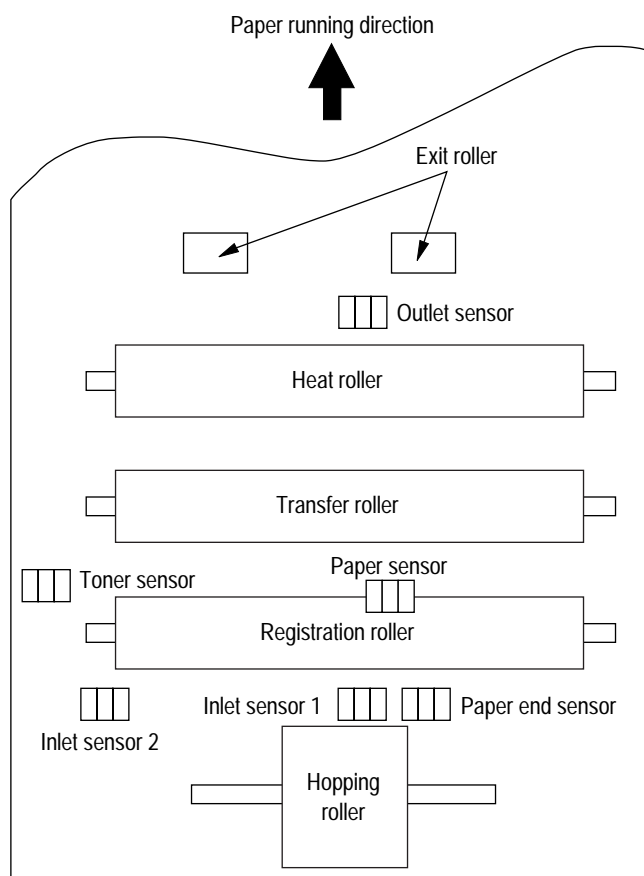 Paper running direction
Exit roller
Outlet sensor
Heat roller
Transfer roller
Paper sensor
Toner sensor
Registration roller
Inlet sensor 1
Paper end sensor
Inlet sensor 2
Hopping
roller